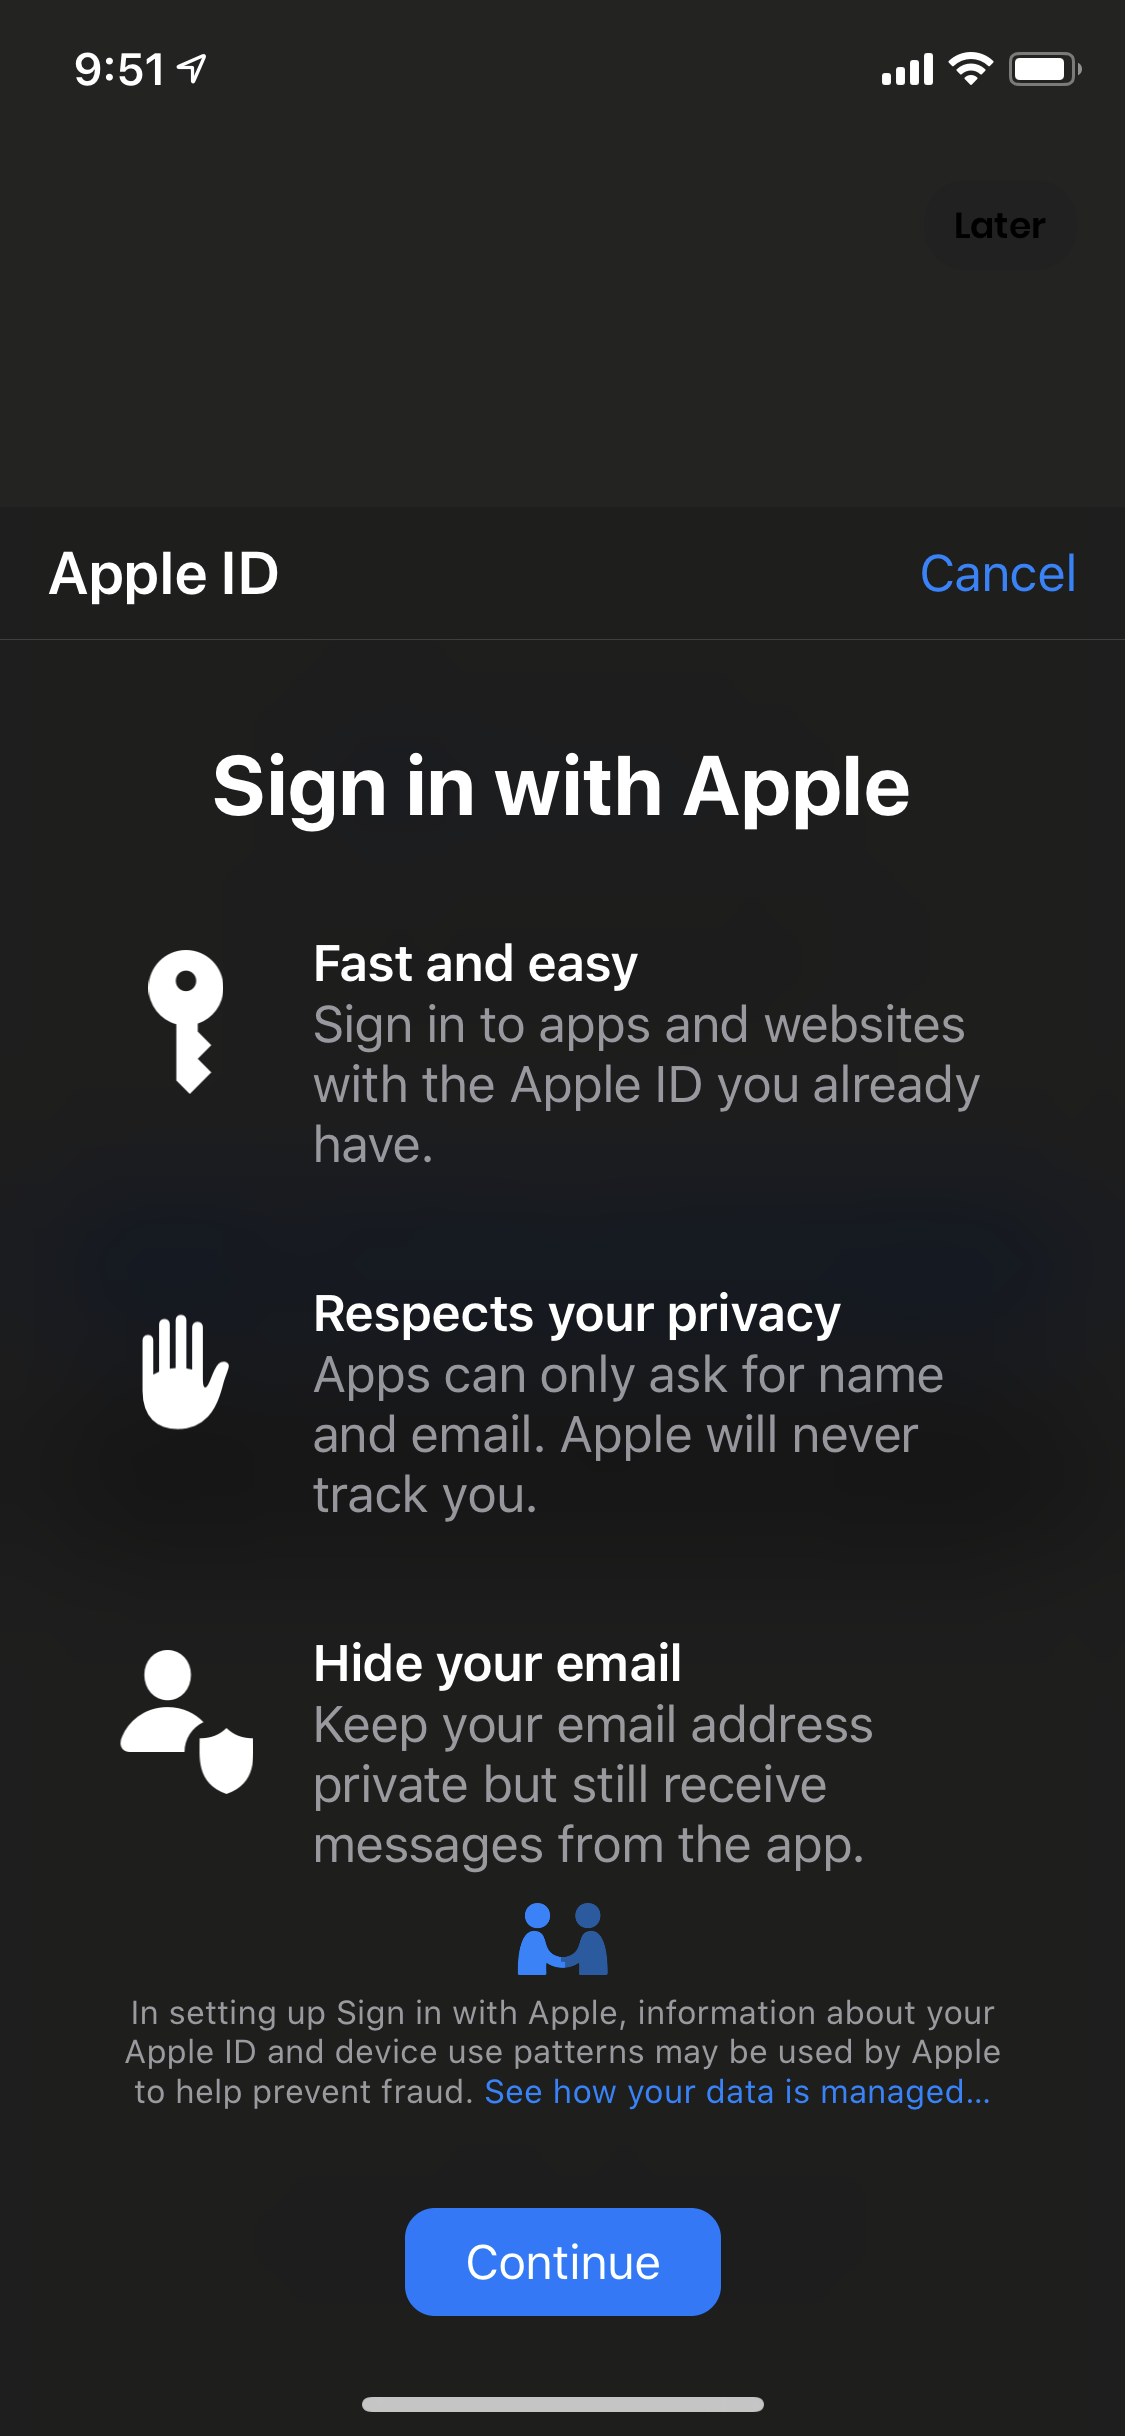 9:51
Later
Apple ID
Cancel
Sign in with Apple
Fast and easy
Sign in to apps and websites
with the Apple ID you already
have.
Respects your privacy
Apps can only ask for name
and email. Apple will never
track you.
Hide your email
Keep your email address
private but still receive
messages from the app.
In setting up Sign in with Apple, information about your
Apple ID and device use patterns may be used by Apple
to help prevent fraud. See how your data is managed...
Continue